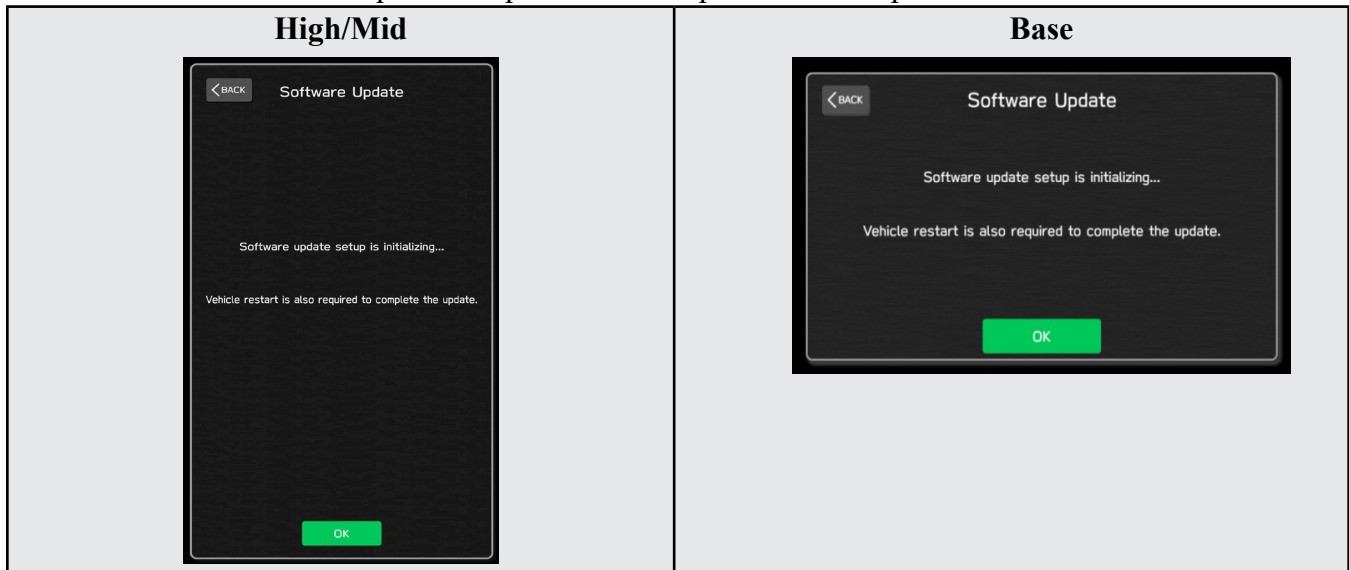 High/Mid
BACK
Software Update
Software update setup is initializing...
Vehicle restart is also required to complete the update.
OK
Base
BACK
Software Update
Software update setup is initializing...
Vehicle restart is also required to complete the update.
OK